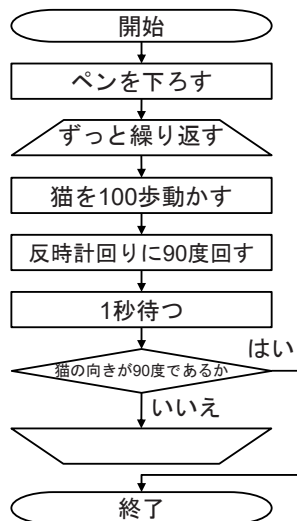 開始
ペンを下ろす
ずっと繰り返す
猫を100歩動かす
反時計回りに90度回す
1秒待つ
はい
猫の向きが90度であるか
いいえ
終了